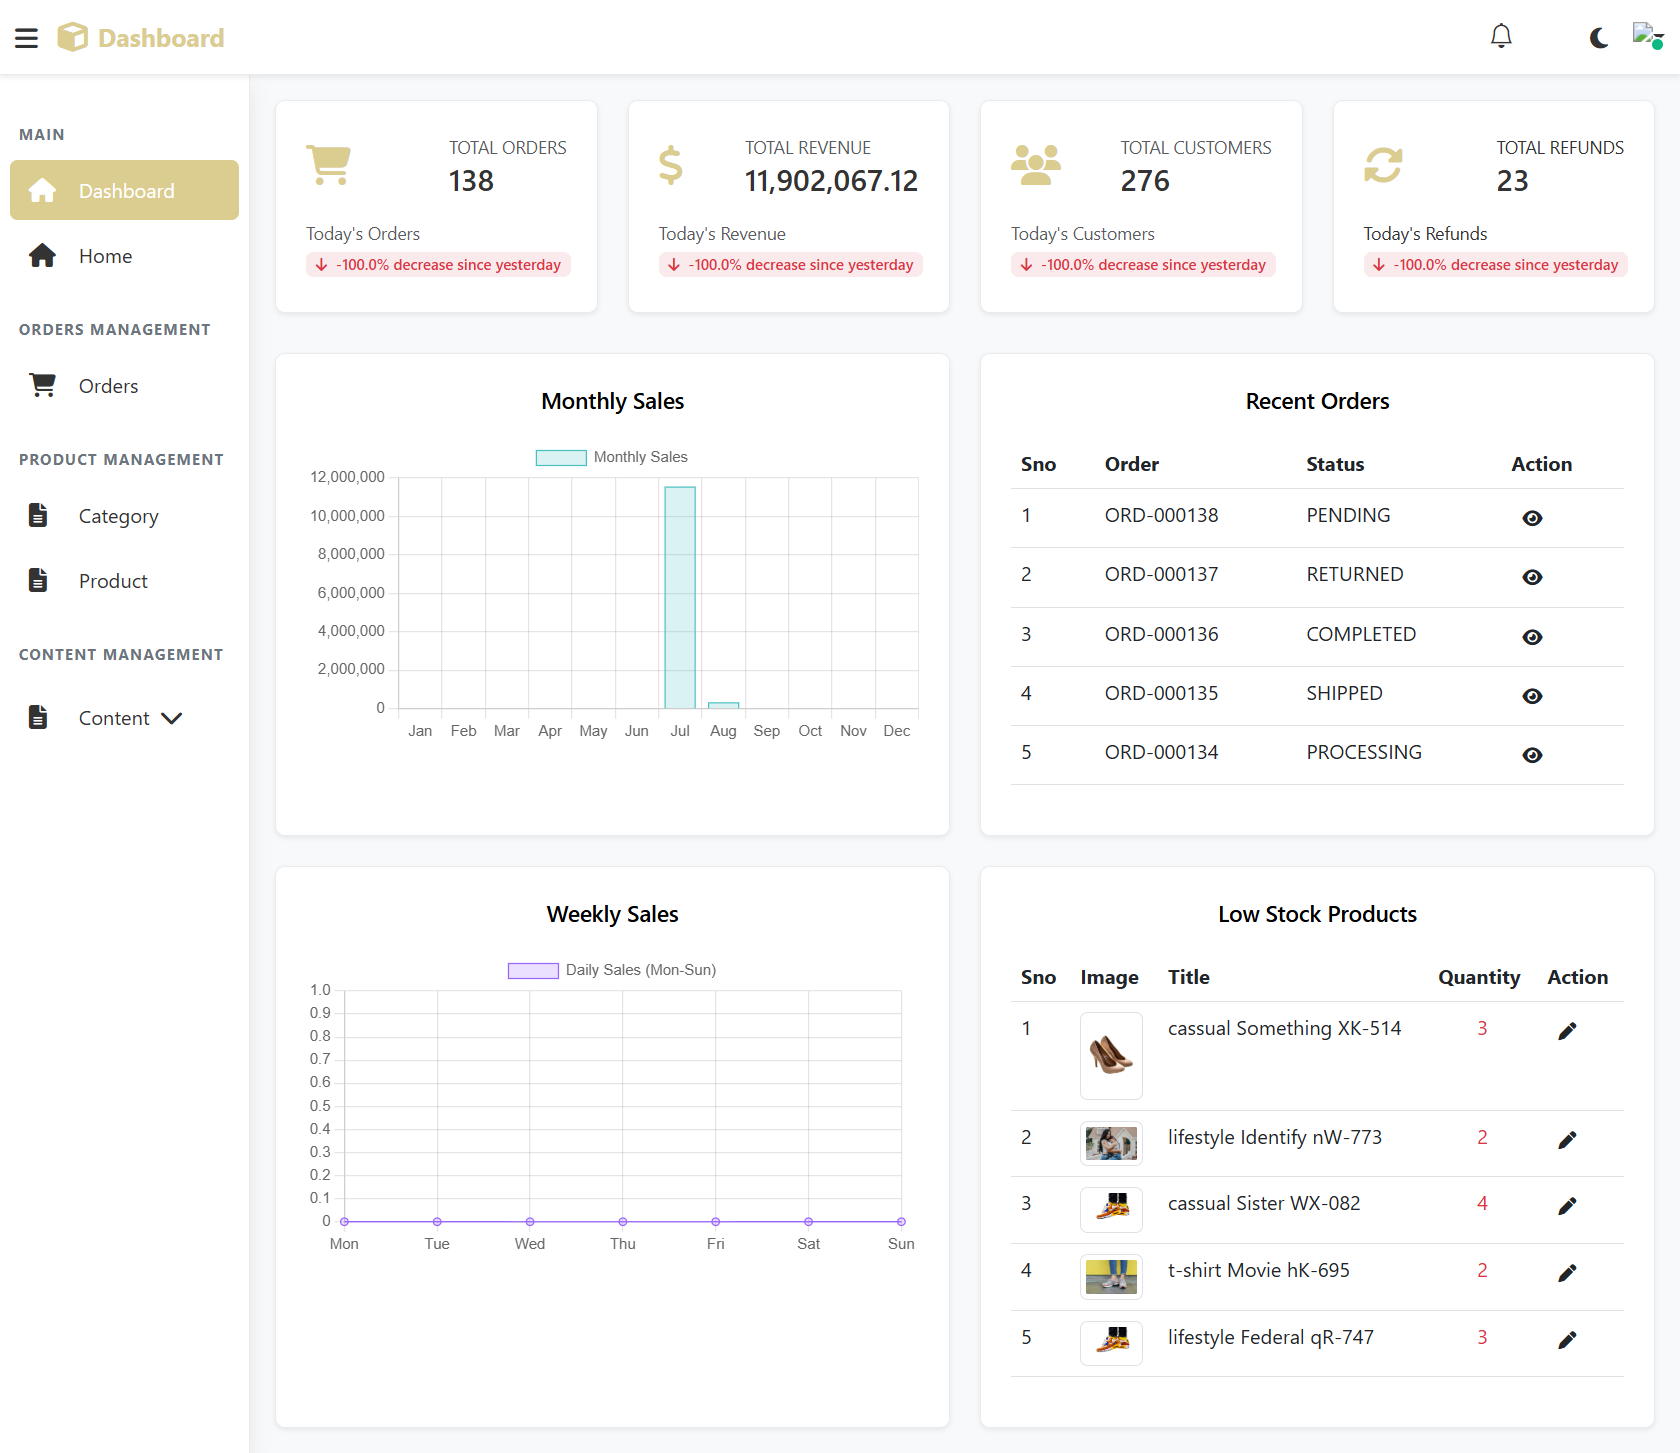 Dashboard
MAIN
Dashboard
Home
ORDERS MANAGEMENT
Orders
PRODUCT MANAGEMENT
Category
Product
CONTENT MANAGEMENT
Content
TOTAL ORDERS
138
Today's Orders
-100.0% decrease since yesterday
TOTAL REVENUE
11,902,067.12
Today's Revenue
-100.0% decrease since yesterday
TOTAL CUSTOMERS
276
Today's Customers
-100.0% decrease since yesterday
TOTAL REFUNDS
23
Today's Refunds
-100.0% decrease since yesterday
Monthly Sales
Monthly Sales
12,000,000
10,000,000
8,000,000
6,000,000
4,000,000
2,000,000
0
Jan Feb Mar Apr May Jun Jul Aug Sep Oct Nov Dec
Recent Orders
Sno Order Status Action
1 ORD-000138 PENDING
2 ORD-000137 RETURNED
3 ORD-000136 COMPLETED
4 ORD-000135 SHIPPED
5 ORD-000134 PROCESSING
Weekly Sales
Daily Sales (Mon-Sun)
1.0
0.9
0.8
0.7
0.6
0.5
0.4
0.3
0.2
0.1
0
Mon Tue Wed Thu Fri Sat Sun
Low Stock Products
Sno Image Title Quantity Action
1 cassual Something XK-514 3
2 lifestyle Identify nW-773 2
3 cassual Sister WX-082 4
4 t-shirt Movie hK-695 2
5 lifestyle Federal qR-747 3